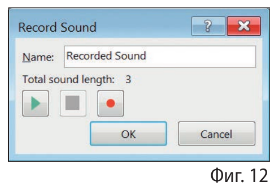 Record Sound
Name: Recorded Sound
Total sound length: 3
OK Cancel
Фиг. 12